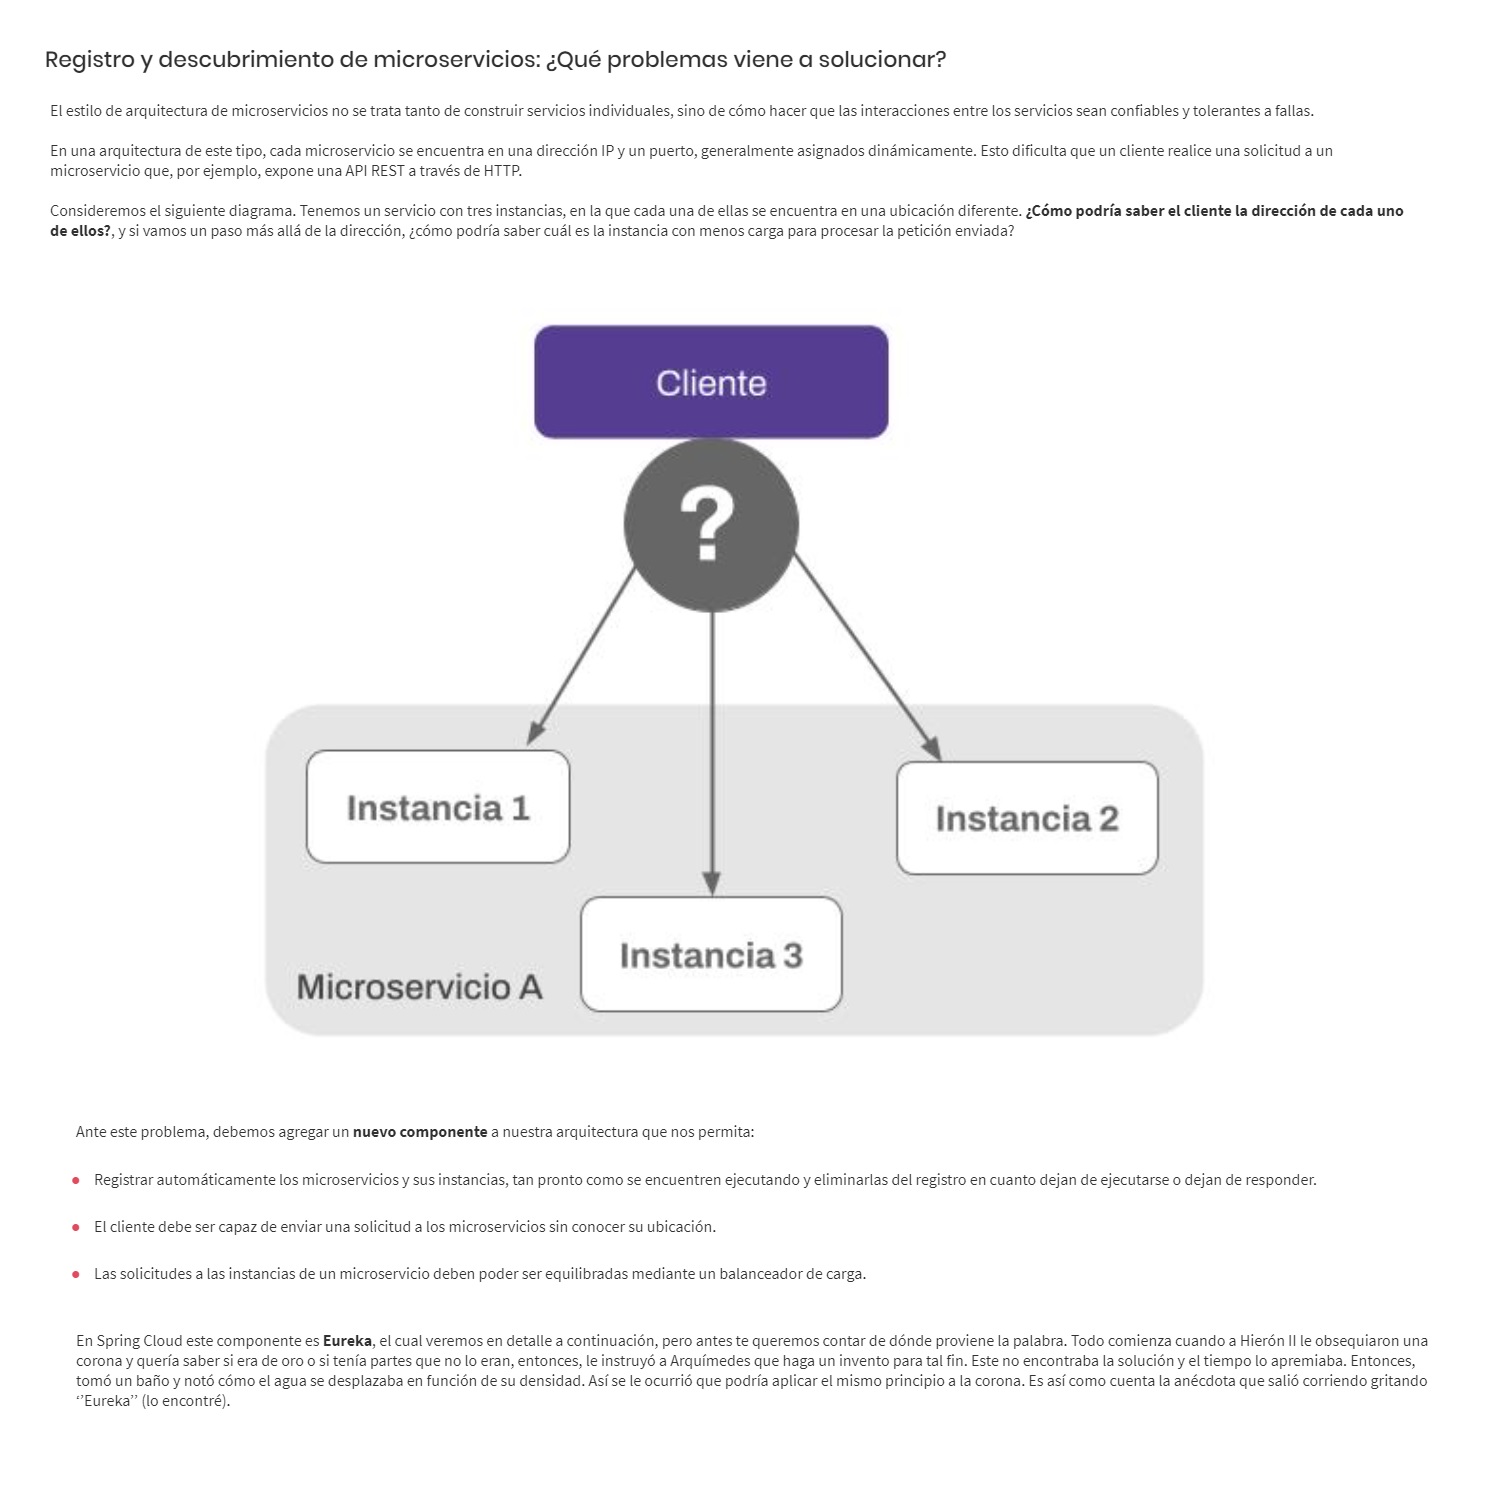 Registro y descubrimiento de microservicios: ¿Qué problemas viene a solucionar?
El estilo de arquitectura de microservicios no se trata tanto de construir servicios individuales, sino de cómo hacer que las interacciones entre los servicios sean confiables y tolerantes a fallas.
En una arquitectura de este tipo, cada microservicio se encuentra en una dirección IP y un puerto, generalmente asignados dinámicamente. Esto dificulta que un cliente realice una solicitud a un
microservicio que, por ejemplo, expone una API REST a través de HTTP.
Consideremos el siguiente diagrama. Tenemos un servicio con tres instancias, en la que cada una de ellas se encuentra en una ubicación diferente. ¿Cómo podría saber el cliente la dirección de cada uno
de ellos?, y si vamos un paso más allá de la dirección, ¿cómo podría saber cuál es la instancia con menos carga para procesar la petición enviada?
Cliente
?
Instancia 1
Instancia 2
Instancia 3
Microservicio A
Ante este problema, debemos agregar un nuevo componente a nuestra arquitectura que nos permita:
● Registrar automáticamente los microservicios y sus instancias, tan pronto como se encuentren ejecutando y eliminarlas del registro en cuanto dejan de ejecutarse o dejan de responder.
● El cliente debe ser capaz de enviar una solicitud a los microservicios sin conocer su ubicación.
● Las solicitudes a las instancias de un microservicio deben poder ser equilibradas mediante un balanceador de carga.
En Spring Cloud este componente es Eureka, el cual veremos en detalle a continuación, pero antes te queremos contar de dónde proviene la palabra. Todo comienza cuando a Hierón II le obsequiaron una
corona y quería saber si era de oro o si tenía partes que no lo eran, entonces, le instruyó a Arquímedes que haga un invento para tal fin. Este no encontraba la solución y el tiempo lo apremiaba. Entonces,
tomó un baño y notó cómo el agua se desplazaba en función de su densidad. Así se le ocurrió que podría aplicar el mismo principio a la corona. Es así como cuenta la anécdota que salió corriendo gritando
‘’Eureka’’ (lo encontré).